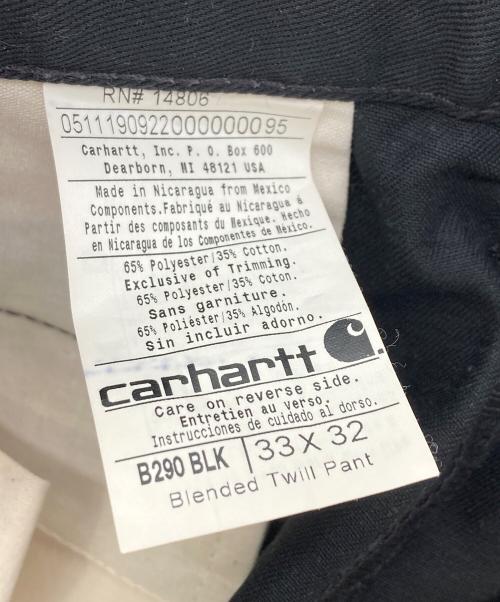 RN# 14806
0511190922000000095
Carhartt, Inc. P. O. Box 600
Dearborn, MI 48121 USA
Made in Nicaragua from Mexico
Components.Fabriqué au Nicaragua á
Partir des composants du Mexique. Hecho
en Nicaragua de los Componentes de México.
65% Polyester/35% Cotton.
Exclusive of Trimming.
65% Polyester/35% Coton.
Sans garniture.
65% Poliéster/35% Algodón.
Sin incluir adorno.
carhartt
Care on reverse side.
Entretien au verso.
Instrucciones de cuidado al dorso.
B290 BLK 33 X 32
Blended Twill Pant